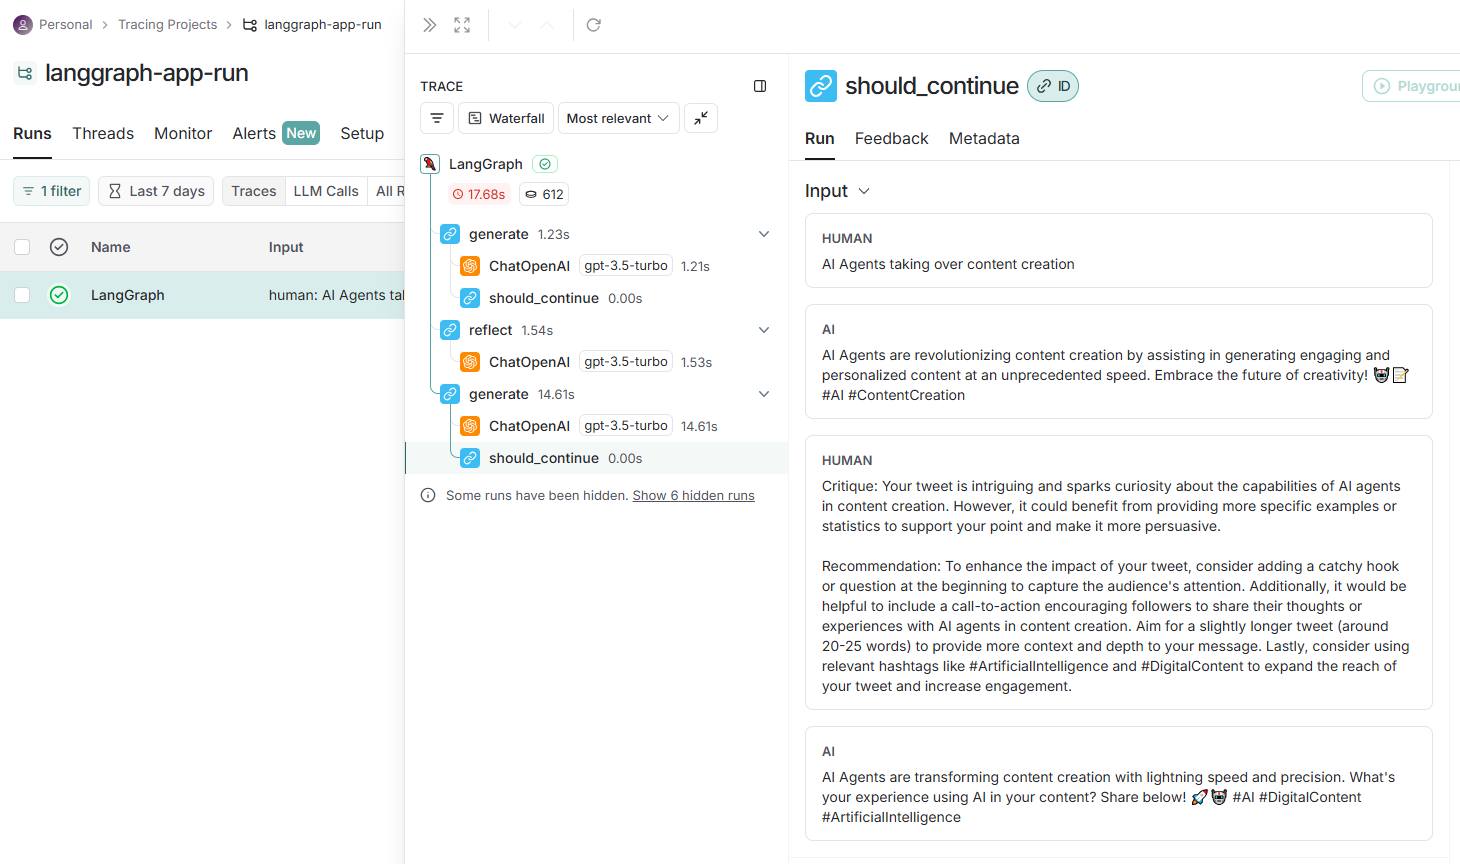 Personal > Tracing Projects > langgraph-app-run
langgraph-app-run
Runs Threads Monitor Alerts New Setup
1 filter Last 7 days Traces LLM Calls All R
Name Input
LangGraph human: AI Agents tal
TRACE
Waterfall Most relevant
LangGraph
17.68s 612
generate 1.23s
ChatOpenAI gpt-3.5-turbo 1.21s
should_continue 0.00s
reflect 1.54s
ChatOpenAI gpt-3.5-turbo 1.53s
generate 14.61s
ChatOpenAI gpt-3.5-turbo 14.61s
should_continue 0.00s
Some runs have been hidden. Show 6 hidden runs
should_continue ID
Playgrou
Run Feedback Metadata
Input
HUMAN
AI Agents taking over content creation
AI
AI Agents are revolutionizing content creation by assisting in generating engaging and
personalized content at an unprecedented speed. Embrace the future of creativity! 🤖📝
#AI #ContentCreation
HUMAN
Critique: Your tweet is intriguing and sparks curiosity about the capabilities of AI agents
in content creation. However, it could benefit from providing more specific examples or
statistics to support your point and make it more persuasive.
Recommendation: To enhance the impact of your tweet, consider adding a catchy hook
or question at the beginning to capture the audience's attention. Additionally, it would be
helpful to include a call-to-action encouraging followers to share their thoughts or
experiences with AI agents in content creation. Aim for a slightly longer tweet (around
20-25 words) to provide more context and depth to your message. Lastly, consider using
relevant hashtags like #ArtificialIntelligence and #DigitalContent to expand the reach of
your tweet and increase engagement.
AI
AI Agents are transforming content creation with lightning speed and precision. What's
your experience using AI in your content? Share below! 🚀🤖 #AI #DigitalContent
#ArtificialIntelligence